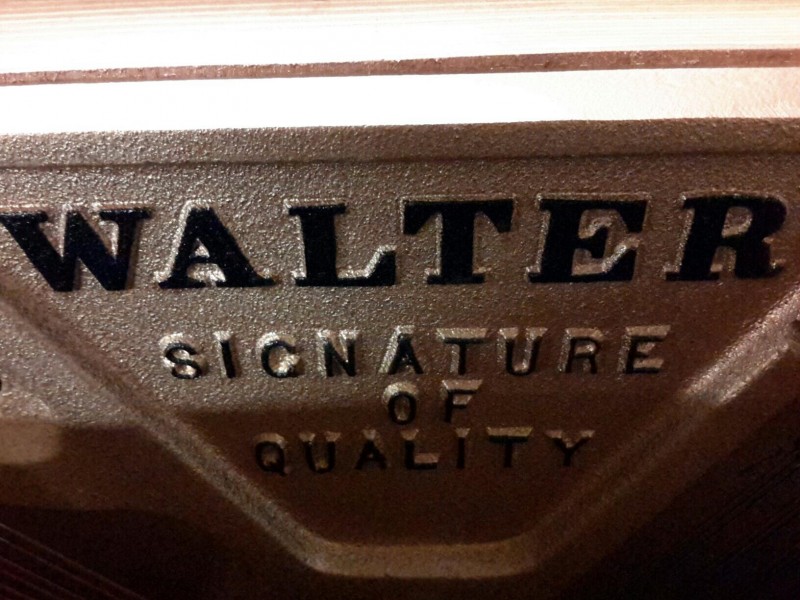 WALTER
SIGNATURE
OF
QUALITY